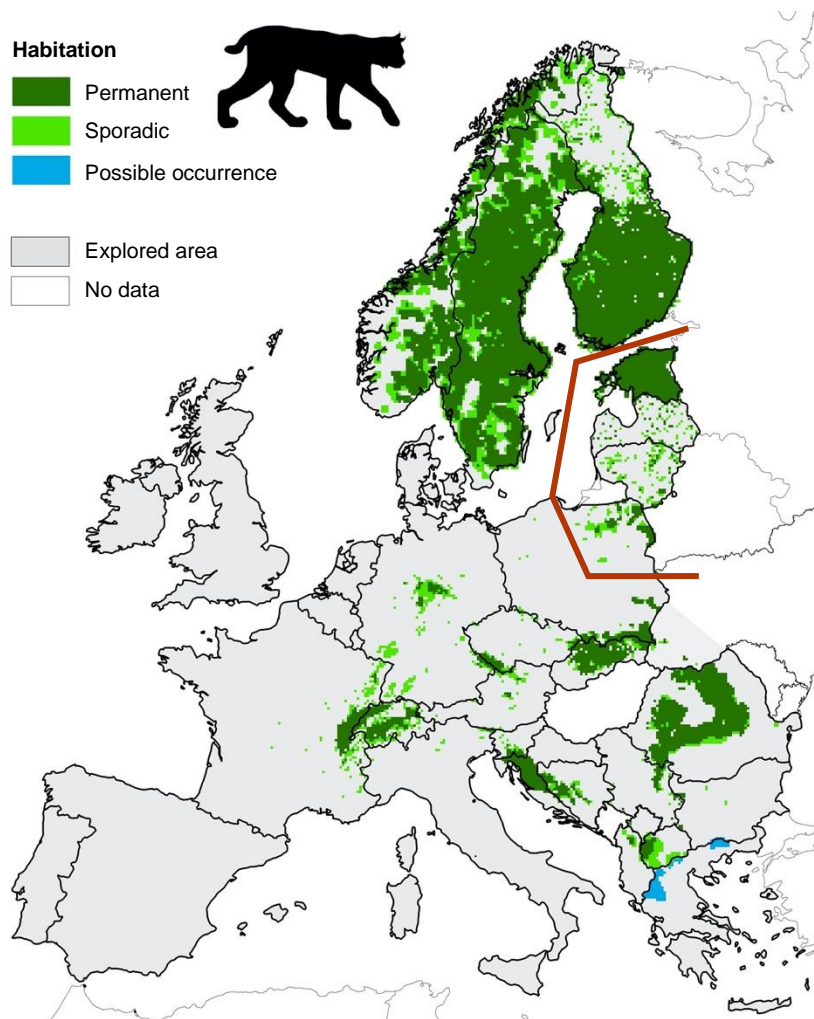 Habitation
Permanent
Sporadic
Possible occurrence
Explored area
No data